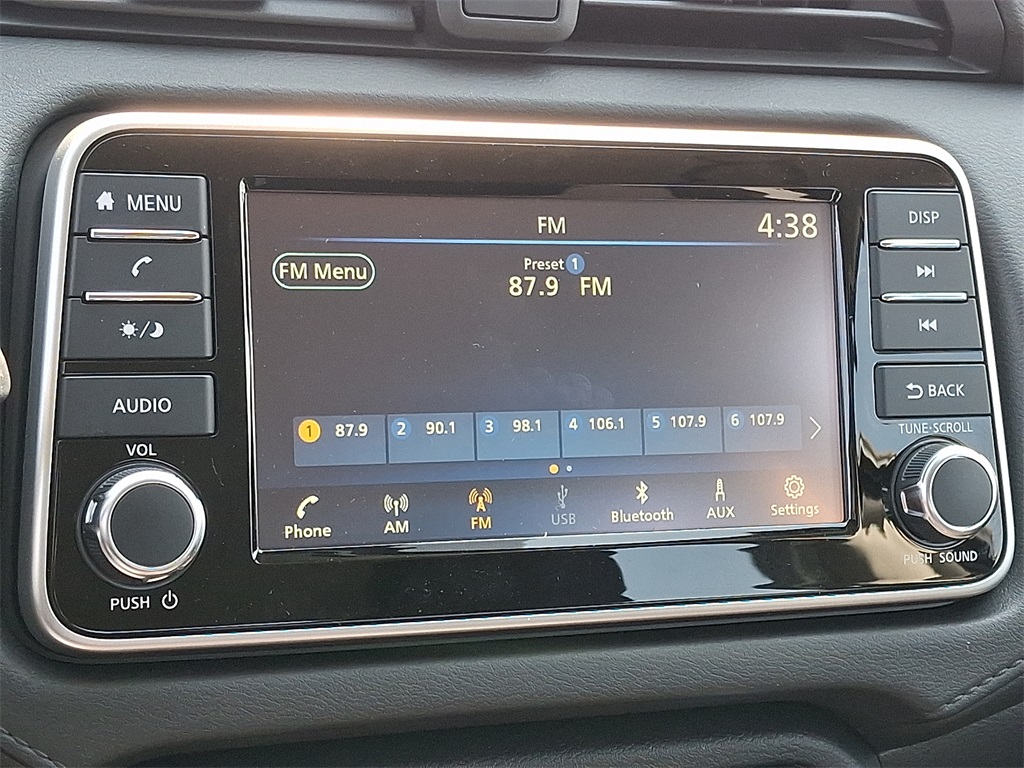 MENU
AUDIO
VOL
PUSH
FM
4:38
FM Menu
Preset 1
87.9 FM
1 87.9 2 90.1 3 98.1 4 106.1 5 107.9 6 107.9
Phone AM FM USB Bluetooth AUX Settings
DISP
BACK
TUNE·SCROLL
PUSH SOUND